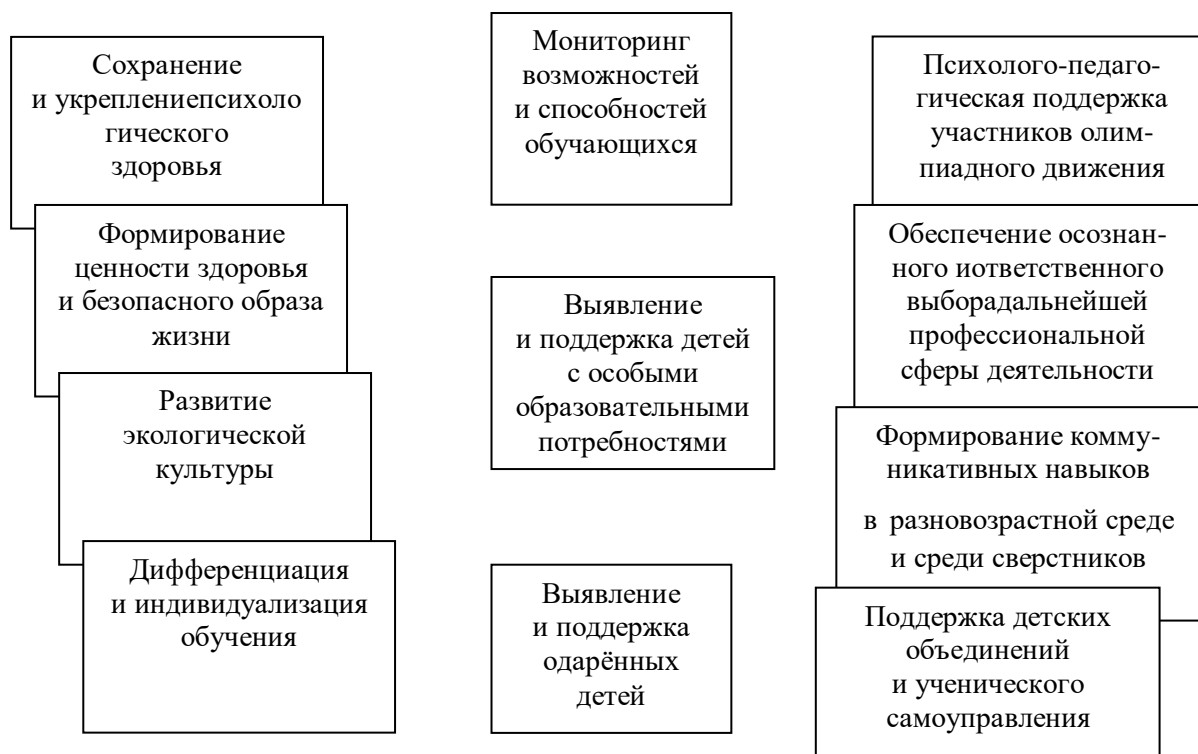 Сохранение
и укреплениепсихоло
гического
здоровья
Формирование
ценности здоровья
и безопасного образа
жизни
Развитие
экологической
культуры
Дифференциация
и индивидуализация
обучения
Мониторинг
возможностей
и способностей
обучающихся
Выявление
и поддержка детей
с особыми
образовательными
потребностями
Выявление
и поддержка
одарённых
детей
Психолого-педаго-
гическая поддержка
участников олим-
пиадного движения
Обеспечение осознан-
ного иответственного
выборадальнейшей
профессиональной
сферы деятельности
Формирование комму-
никативных навыков
в разновозрастной среде
и среди сверстников
Поддержка детских
объединений
и ученического
самоуправления